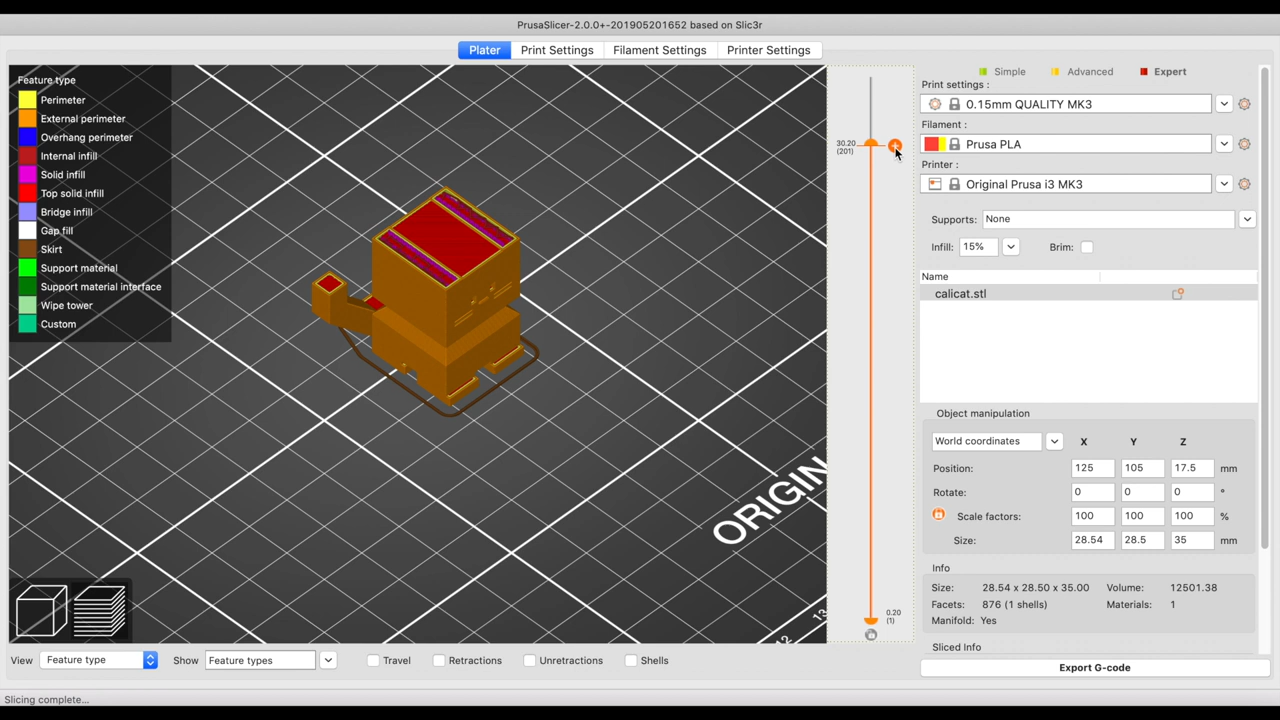 PrusaSlicer-2.0.0+-201905201652 based on Slic3r
Plater Print Settings Filament Settings Printer Settings
Feature type
Perimeter
External perimeter
Overhang perimeter
Internal infill
Solid infill
Top solid infill
Bridge infill
Gap fill
Skirt
Support material
Support material interface
Wipe tower
Custom
ORIGIN
13
12
30.20
(201)
0.20
(1)
Simple Advanced Expert
Print settings :
0.15mm QUALITY MK3
Filament :
Prusa PLA
Printer :
Original Prusa i3 MK3
Supports: None
Infill: 15% Brim:
Name
calicat.stl
Object manipulation
World coordinates X Y Z
Position: 125 105 17.5 mm
Rotate: 0 0 0 °
Scale factors: 100 100 100 %
Size: 28.54 28.5 35 mm
Info
Size: 28.54 x 28.50 x 35.00 Volume: 12501.38
Facets: 876 (1 shells) Materials: 1
Manifold: Yes
Sliced Info
Export G-code
View Feature type Show Feature types Travel Retractions Unretractions Shells
Slicing complete...